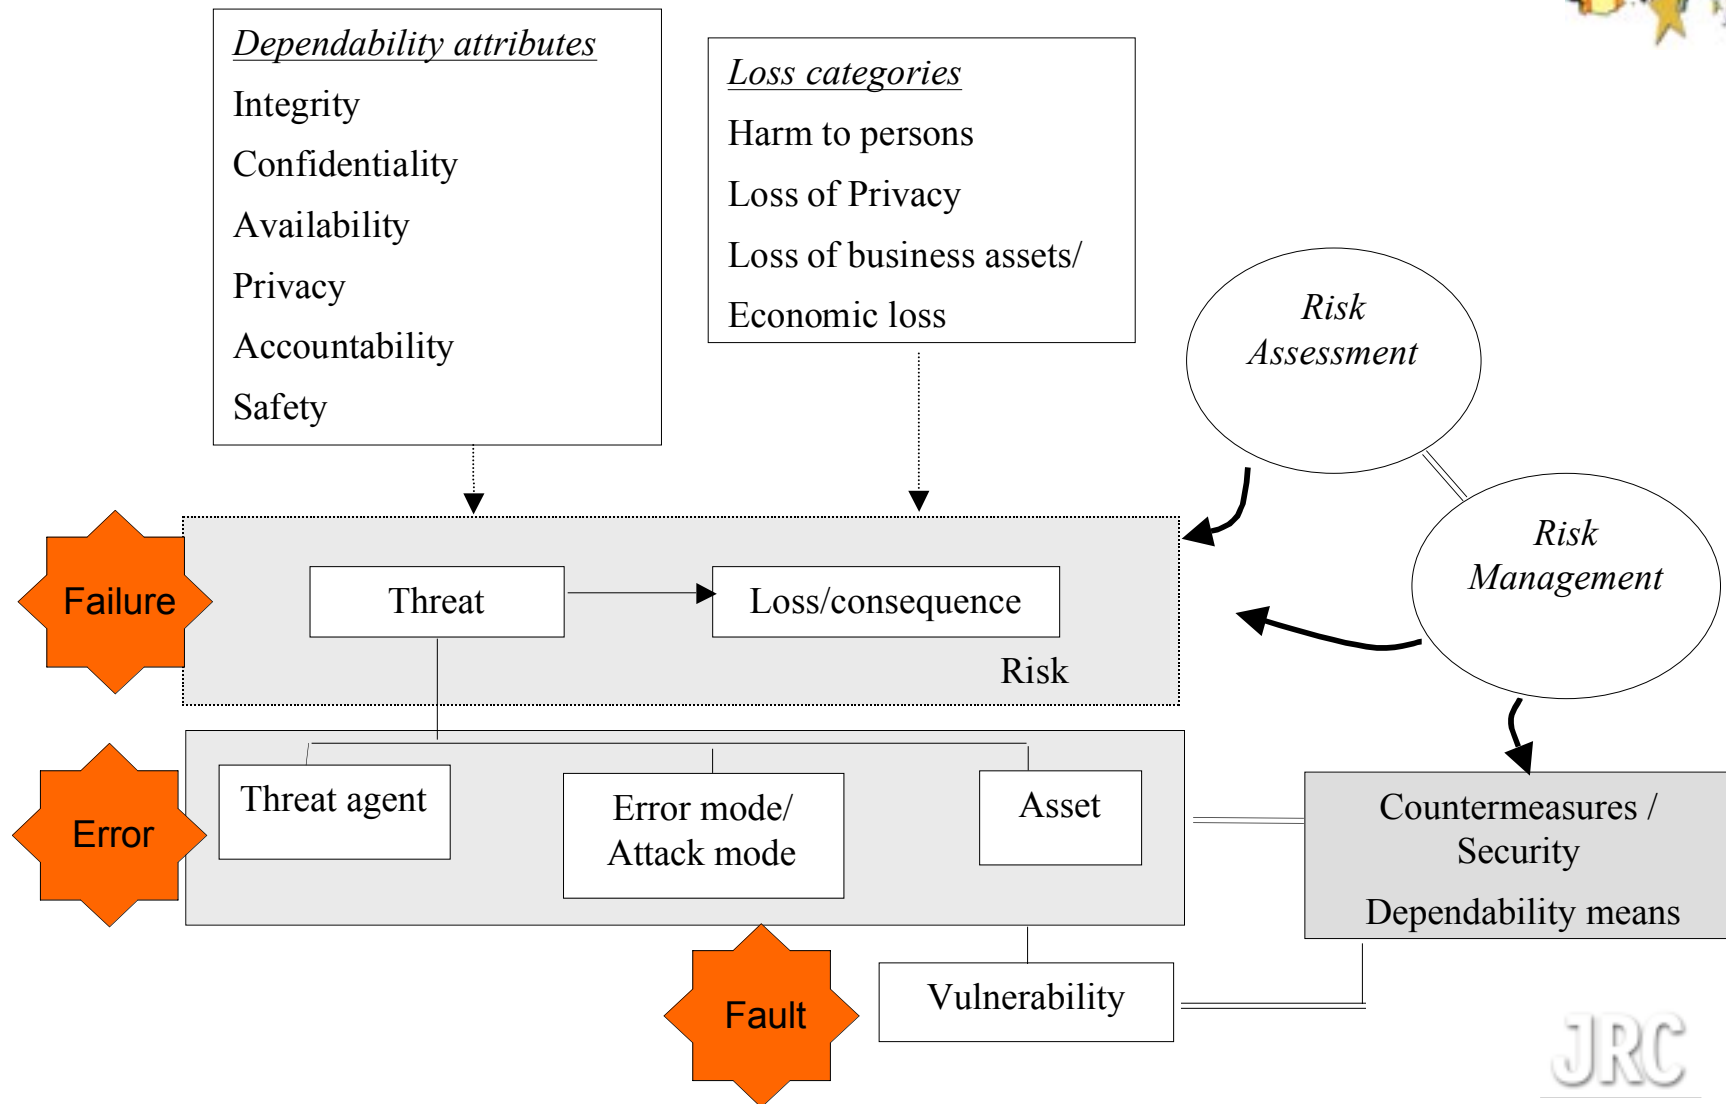 Dependability attributes
Integrity
Confidentiality
Availability
Privacy
Accountability
Safety
Loss categories
Harm to persons
Loss of Privacy
Loss of business assets/
Economic loss
Risk
Assessment
Risk
Management
Failure
Threat
Loss/consequence
Risk
Error
Threat agent
Error mode/
Attack mode
Asset
Countermeasures /
Security
Dependability means
Fault
Vulnerability
JRC